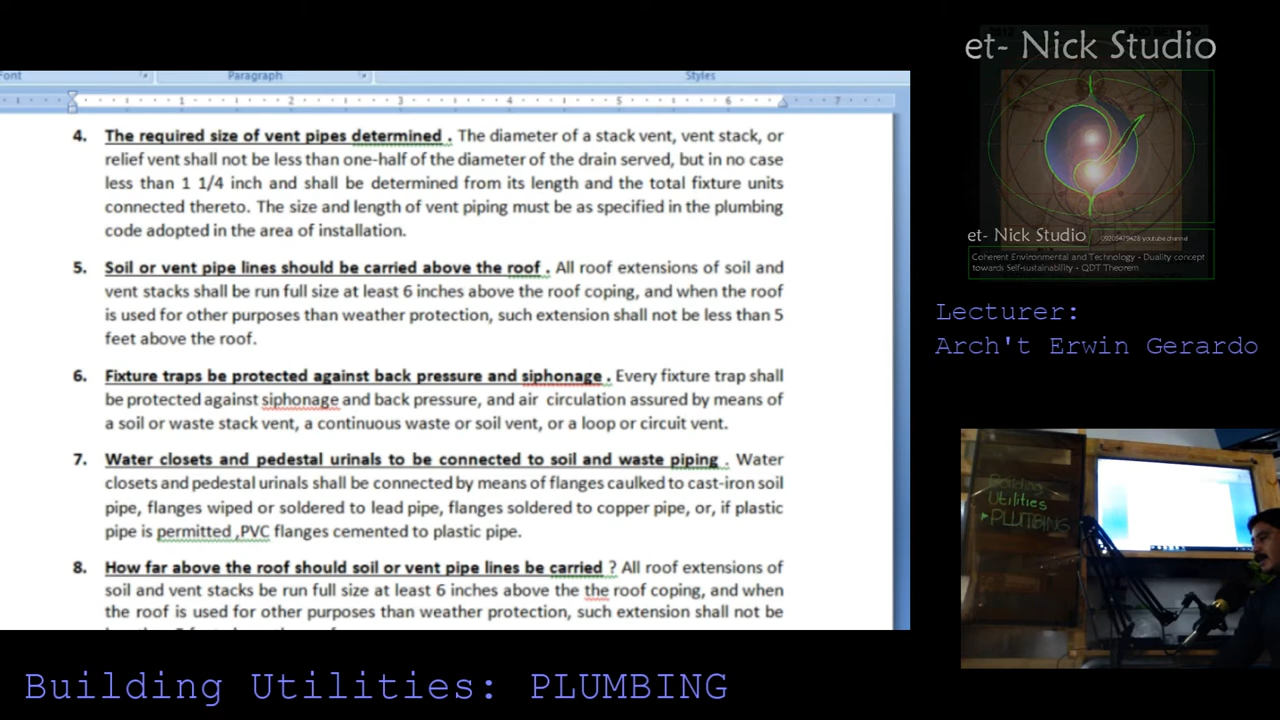 et- Nick Studio
Font
Paragraph
Styles
1 1 2 3 4 5 6 7
4. The required size of vent pipes determined . The diameter of a stack vent, vent stack, or
relief vent shall not be less than one-half of the diameter of the drain served, but in no case
less than 1 1/4 inch and shall be determined from its length and the total fixture units
connected thereto. The size and length of vent piping must be as specified in the plumbing
code adopted in the area of installation.
5. Soil or vent pipe lines should be carried above the roof . All roof extensions of soil and
vent stacks shall be run full size at least 6 inches above the roof coping, and when the roof
is used for other purposes than weather protection, such extension shall not be less than 5
feet above the roof.
6. Fixture traps be protected against back pressure and siphonage . Every fixture trap shall
be protected against siphonage and back pressure, and air circulation assured by means of
a soil or waste stack vent, a continuous waste or soil vent, or a loop or circuit vent.
7. Water closets and pedestal urinals to be connected to soil and waste piping . Water
closets and pedestal urinals shall be connected by means of flanges caulked to cast-iron soil
pipe, flanges wiped or soldered to lead pipe, flanges soldered to copper pipe, or, if plastic
pipe is permitted ,PVC flanges cemented to plastic pipe.
8. How far above the roof should soil or vent pipe lines be carried ? All roof extensions of
soil and vent stacks be run full size at least 6 inches above the the roof coping, and when
the roof is used for other purposes than weather protection, such extension shall not be
et- Nick Studio
youtube channel
Coherent Environmental and Technology - Duality concept
towards Self-sustainability - QDT Theorem
Lecturer:
Arch't Erwin Gerardo
Building
Utilities
PLUMBING
Building Utilities: PLUMBING